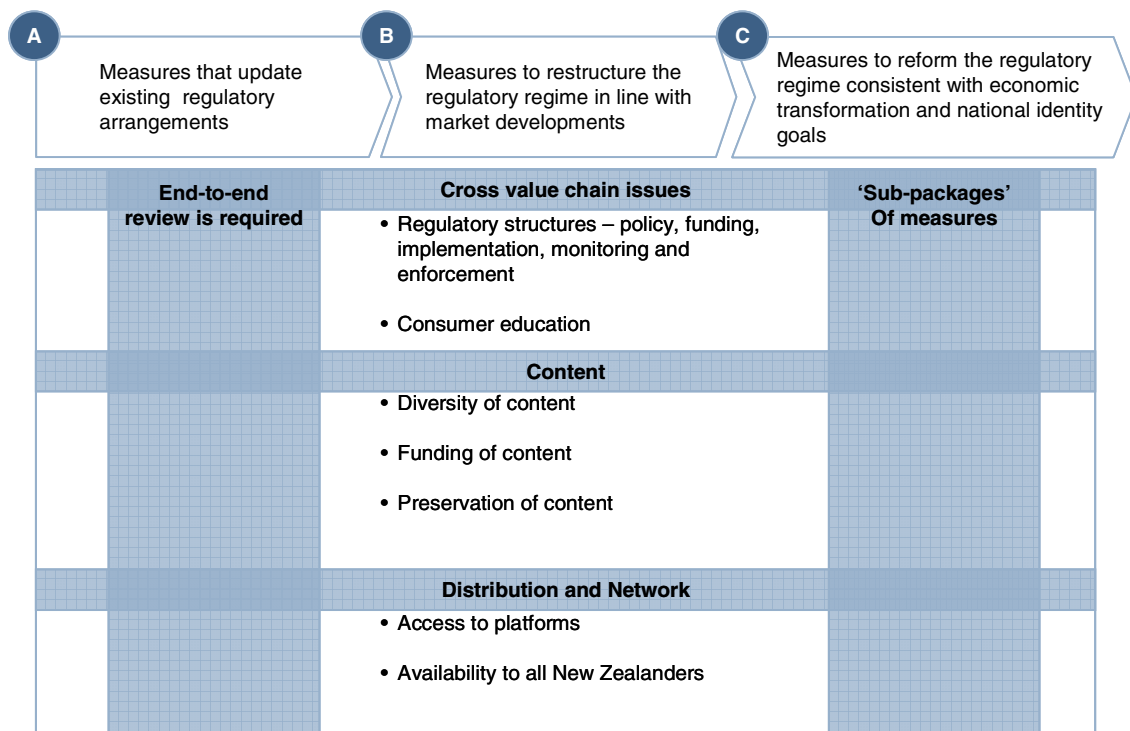 A
Measures that update
existing regulatory
arrangements
B
Measures to restructure the
regulatory regime in line with
market developments
C
Measures to reform the regulatory
regime consistent with economic
transformation and national identity
goals
End-to-end
review is required
Cross value chain issues
• Regulatory structures – policy, funding,
implementation, monitoring and
enforcement
• Consumer education
‘Sub-packages’
Of measures
Content
• Diversity of content
• Funding of content
• Preservation of content
Distribution and Network
• Access to platforms
• Availability to all New Zealanders